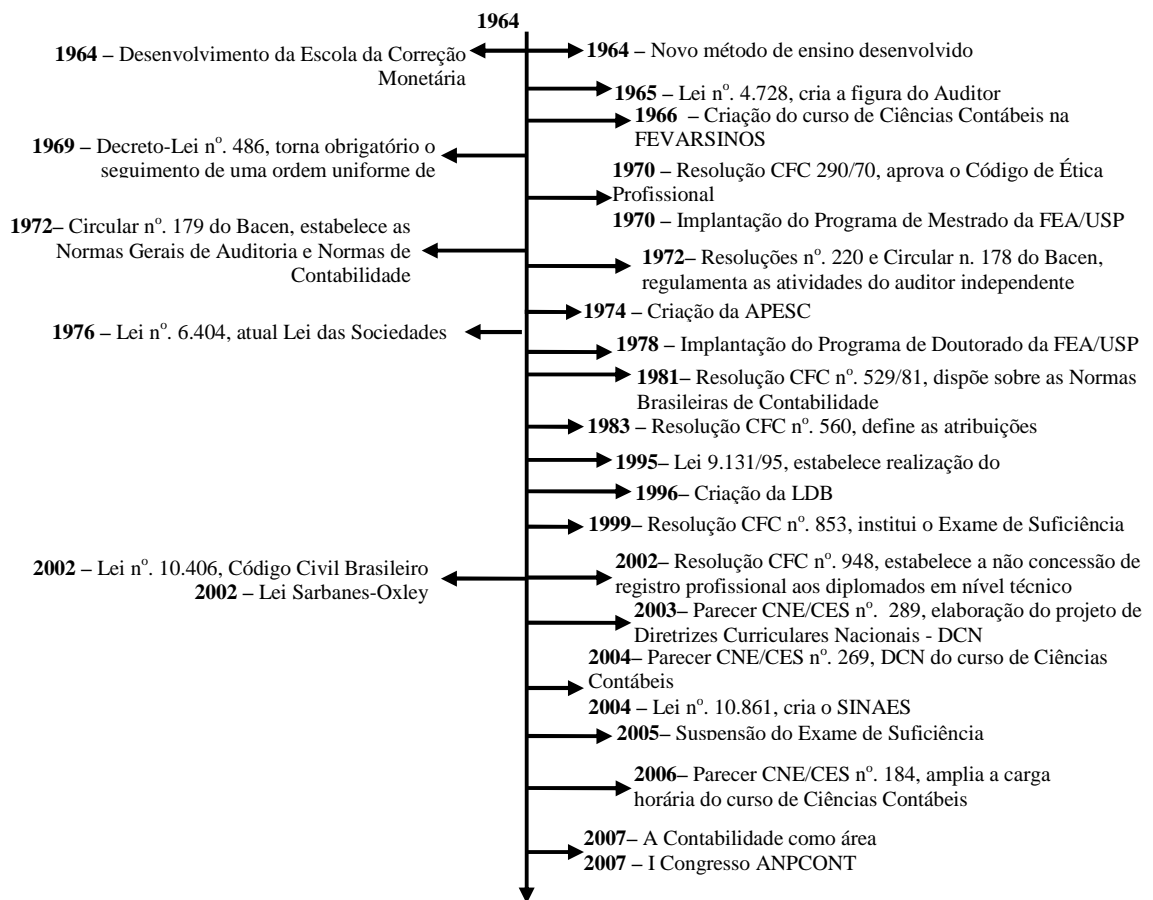 1964
1964 – Desenvolvimento da Escola da Correção
Monetária
1964 – Novo método de ensino desenvolvido
1965 – Lei nº. 4.728, cria a figura do Auditor
1966 – Criação do curso de Ciências Contábeis na
FEVARSINOS
1969 – Decreto-Lei nº. 486, torna obrigatório o
seguimento de uma ordem uniforme de
1970 – Resolução CFC 290/70, aprova o Código de Ética
Profissional
1970 – Implantação do Programa de Mestrado da FEA/USP
1972– Circular nº. 179 do Bacen, estabelece as
Normas Gerais de Auditoria e Normas de
Contabilidade
1972– Resoluções nº. 220 e Circular n. 178 do Bacen,
regulamenta as atividades do auditor independente
1974 – Criação da APESC
1976 – Lei nº. 6.404, atual Lei das Sociedades
1978 – Implantação do Programa de Doutorado da FEA/USP
1981– Resolução CFC nº. 529/81, dispõe sobre as Normas
Brasileiras de Contabilidade
1983 – Resolução CFC nº. 560, define as atribuições
1995– Lei 9.131/95, estabelece realização do
1996– Criação da LDB
1999– Resolução CFC nº. 853, institui o Exame de Suficiência
2002 – Lei nº. 10.406, Código Civil Brasileiro
2002 – Lei Sarbanes-Oxley
2002– Resolução CFC nº. 948, estabelece a não concessão de
registro profissional aos diplomados em nível técnico
2003– Parecer CNE/CES nº. 289, elaboração do projeto de
Diretrizes Curriculares Nacionais - DCN
2004– Parecer CNE/CES nº. 269, DCN do curso de Ciências
Contábeis
2004 – Lei nº. 10.861, cria o SINAES
2005– Suspensão do Exame de Suficiência
2006– Parecer CNE/CES nº. 184, amplia a carga
horária do curso de Ciências Contábeis
2007– A Contabilidade como área
2007 – I Congresso ANPCONT